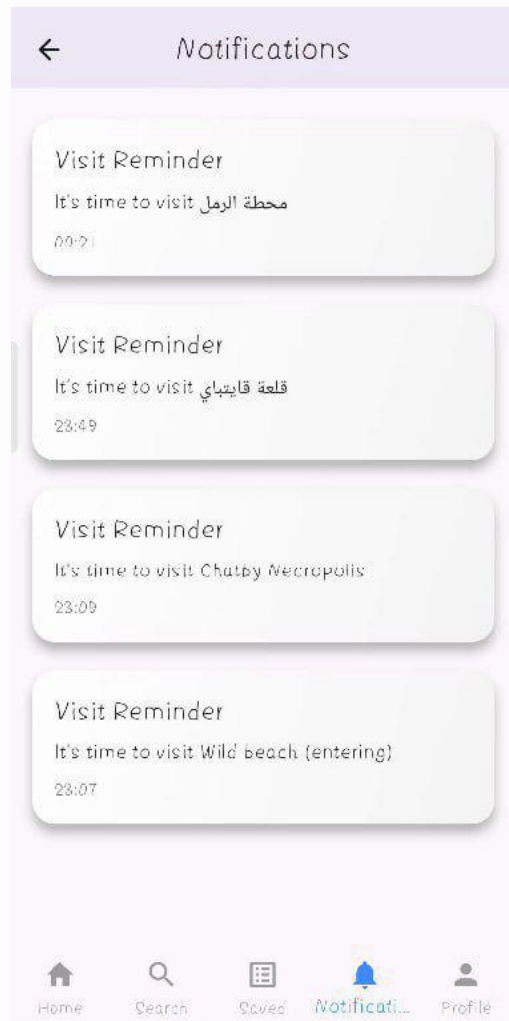 Notifications
Visit Reminder
It's time to visit محطة الرمل
00:21
Visit Reminder
It's time to visit قلعة قايتباي
23:49
Visit Reminder
It's time to visit Chatby Necropolis
23:09
Visit Reminder
It's time to visit Wild beach (entering)
23:07
Home Search Saved Notificati... Profile